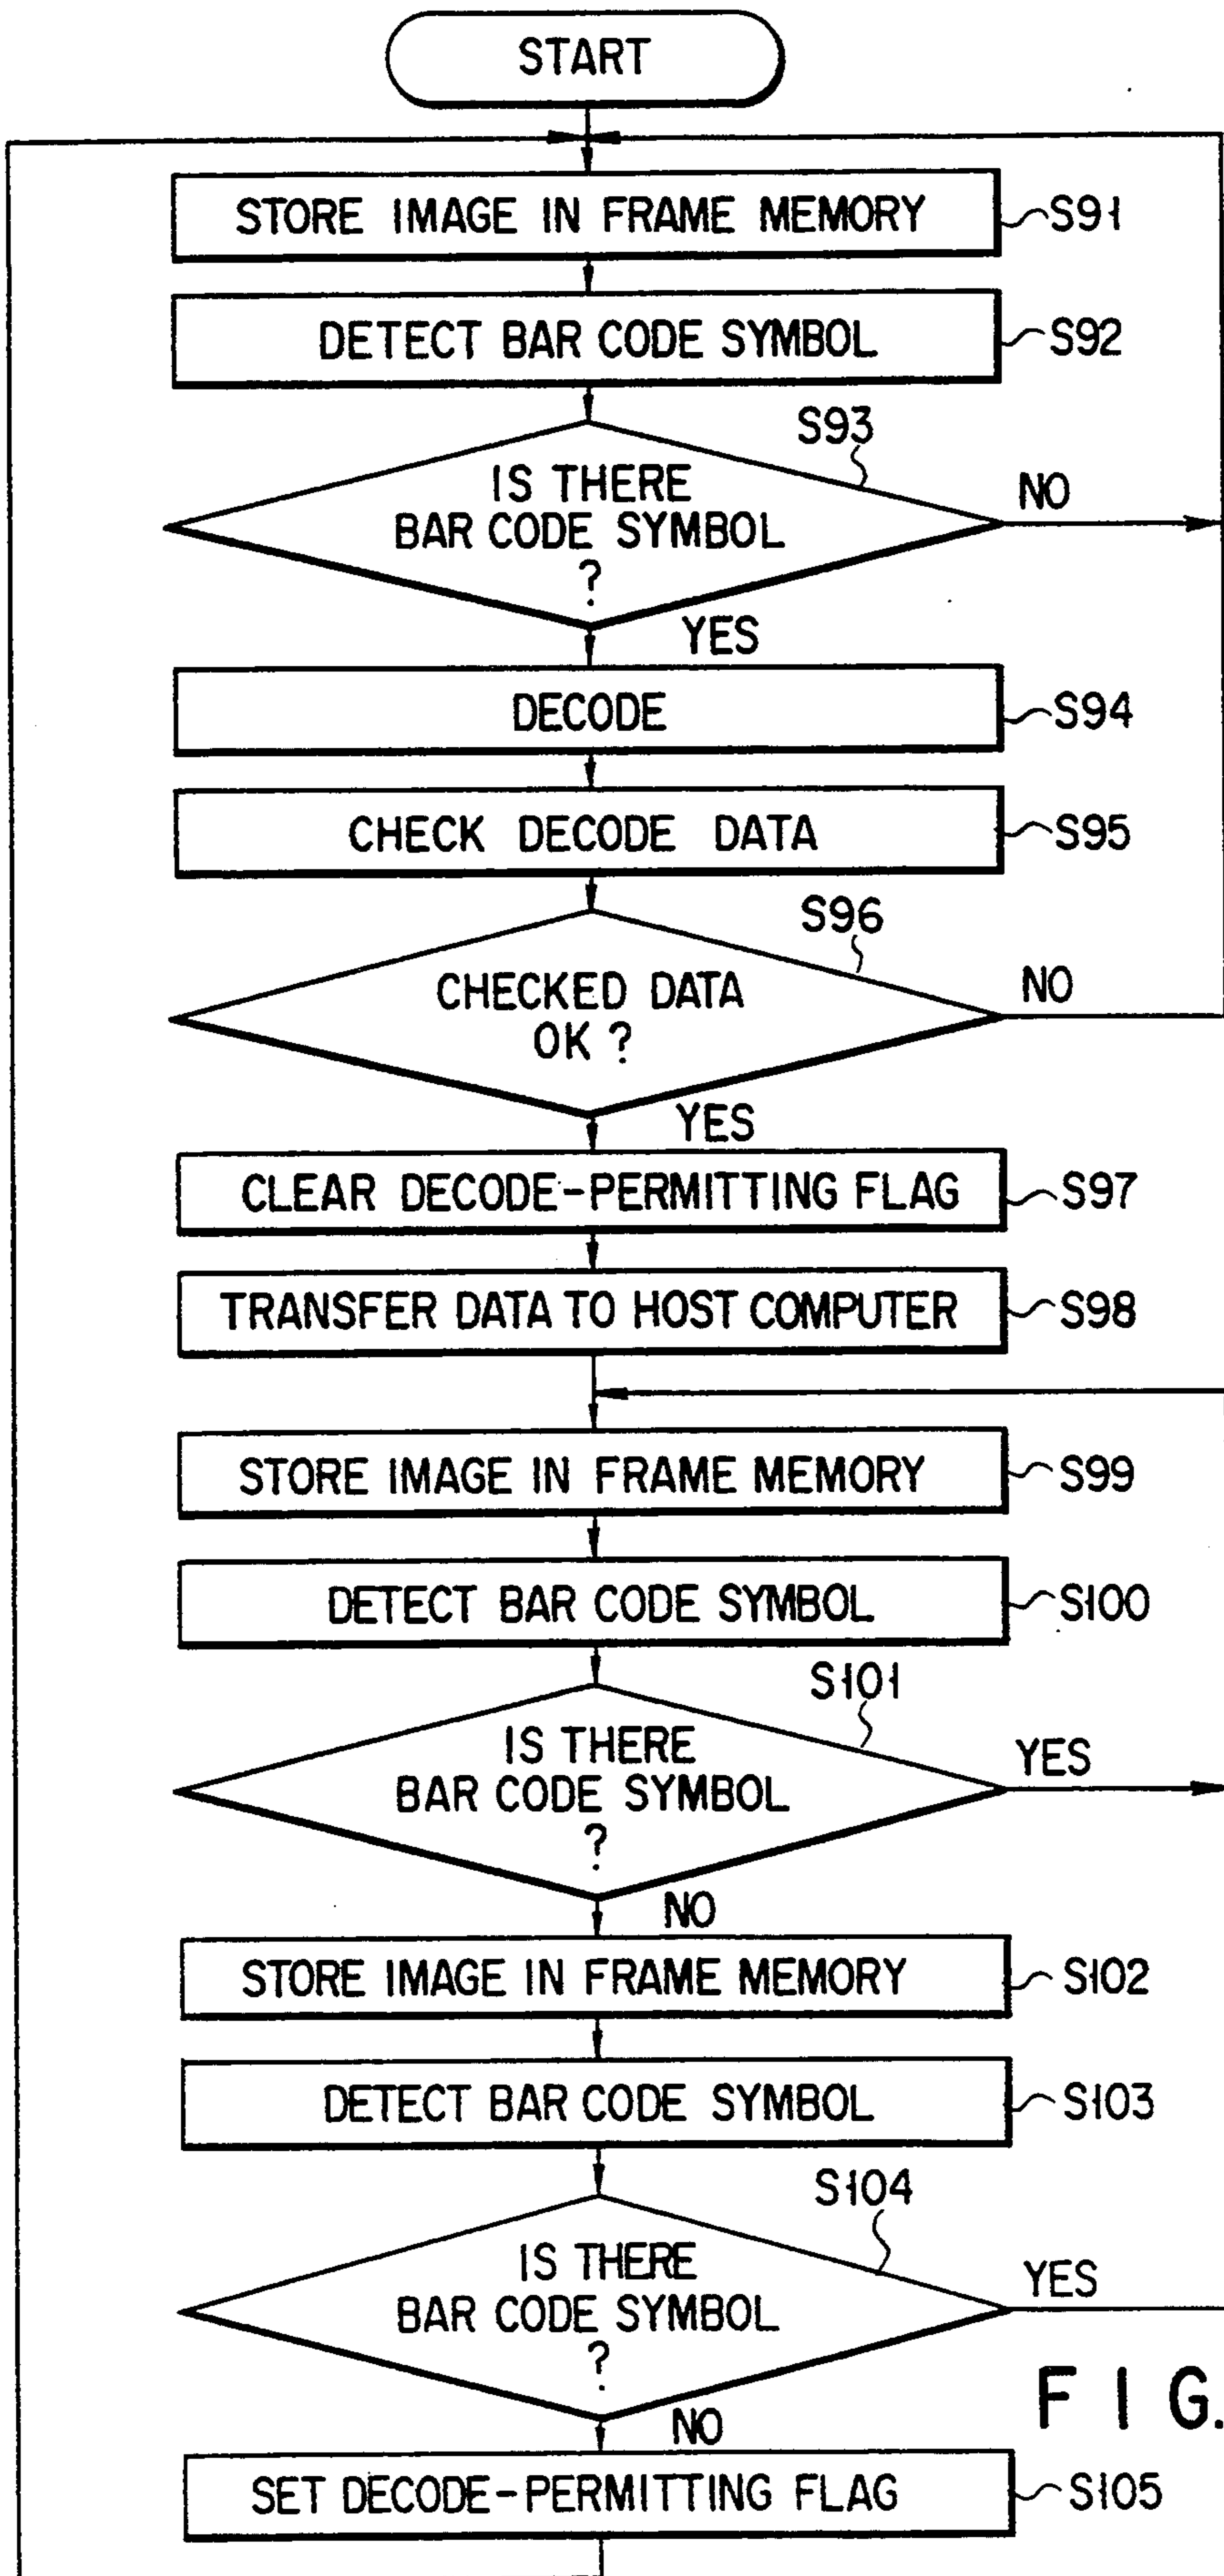 START
STORE IMAGE IN FRAME MEMORY
S91
DETECT BAR CODE SYMBOL
S92
S93
IS THERE
BAR CODE SYMBOL
?
NO
YES
DECODE
S94
CHECK DECODE DATA
S95
S96
CHECKED DATA
OK ?
NO
YES
CLEAR DECODE-PERMITTING FLAG
S97
TRANSFER DATA TO HOST COMPUTER
S98
STORE IMAGE IN FRAME MEMORY
S99
DETECT BAR CODE SYMBOL
S100
S101
IS THERE
BAR CODE SYMBOL
?
YES
NO
STORE IMAGE IN FRAME MEMORY
S102
DETECT BAR CODE SYMBOL
S103
S104
IS THERE
BAR CODE SYMBOL
?
YES
FIG.
NO
SET DECODE-PERMITTING FLAG
S105